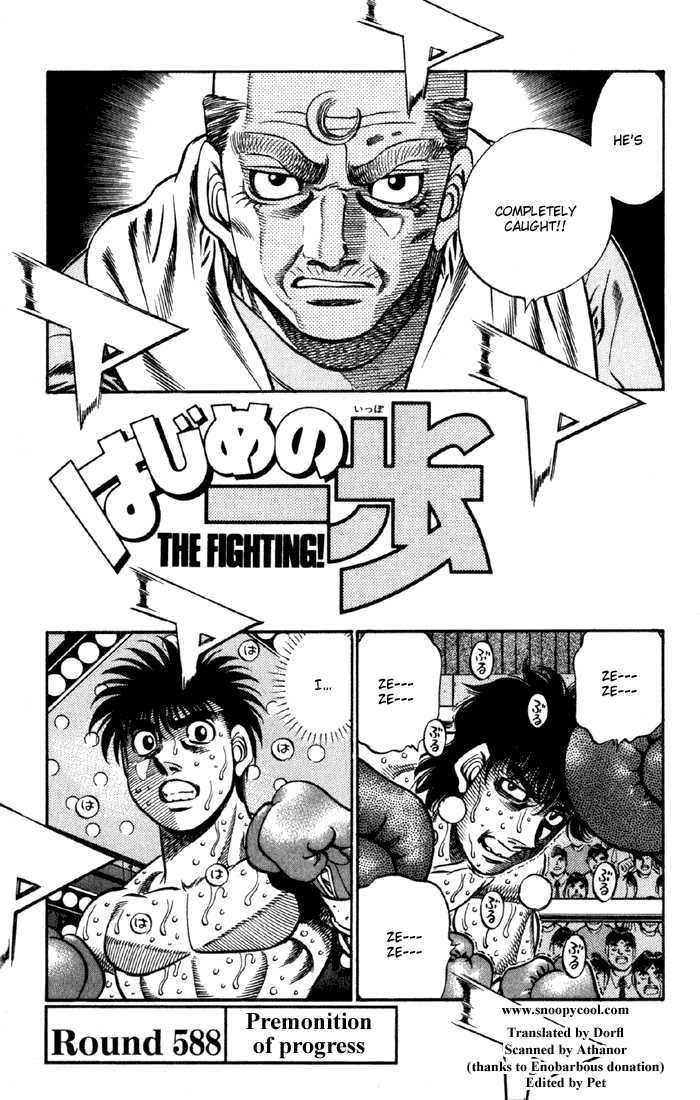 HE'S
COMPLETELY
CAUGHT!!
いっぽ
はじめの一歩
THE FIGHTING!
ZE---
ZE---
ZE---
ZE---
ZE---
ZE---
ぶる
ぶる
ぶる
ぶる
ぶる
ぶる
I...
は
は
は
は
は
Round 588
Premonition
of progress
www.snoopycool.com
Translated by Dorfl
Scanned by Athanor
(thanks to Enobarbous donation)
Edited by Pet